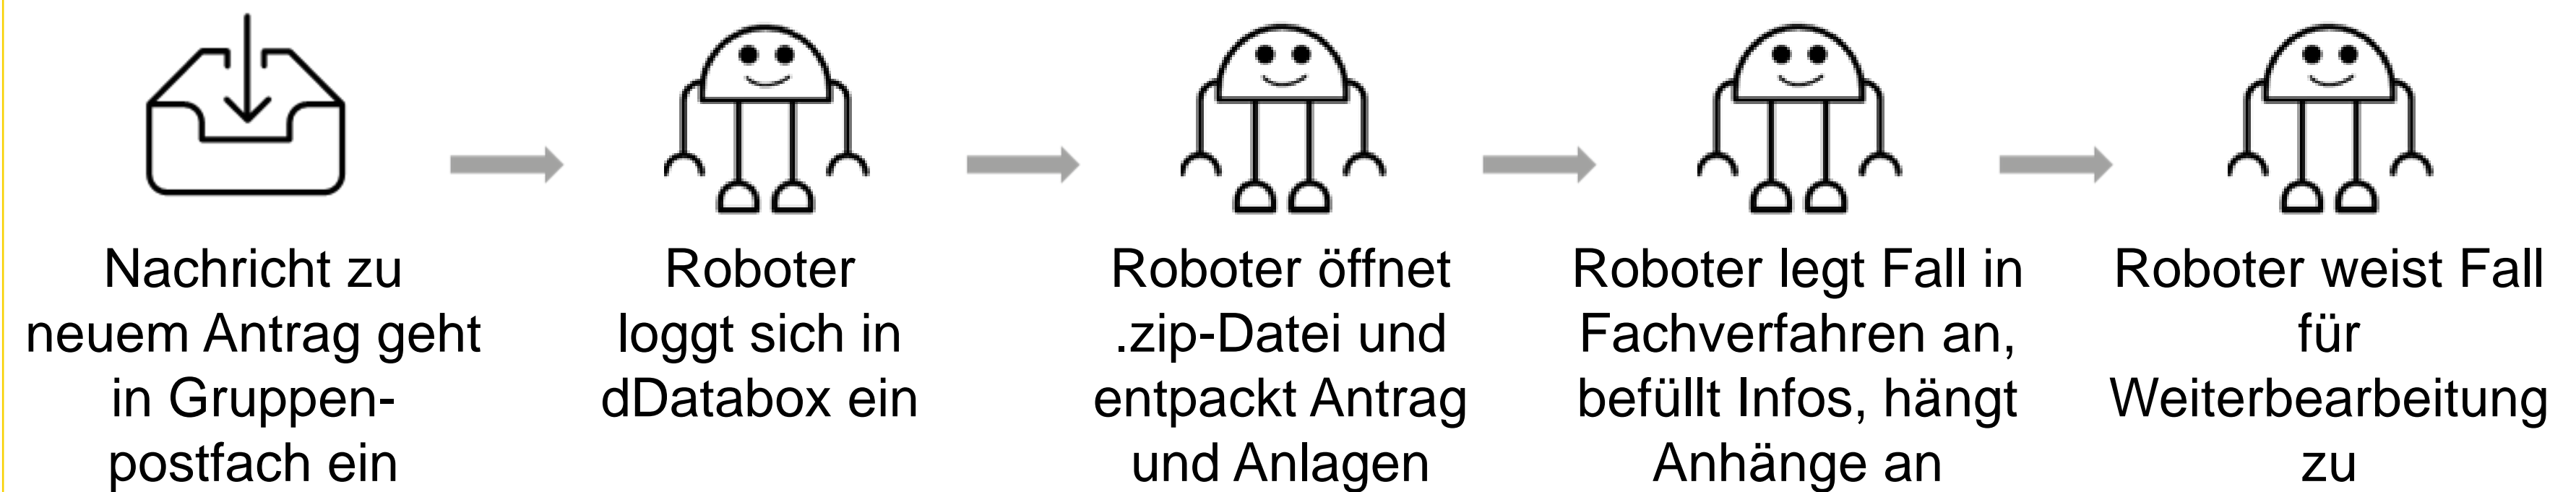 Nachricht zu
neuem Antrag geht
in Gruppen-
postfach ein
Roboter
loggt sich in
dDatabox ein
Roboter öffnet
.zip-Datei und
entpackt Antrag
und Anlagen
Roboter legt Fall in
Fachverfahren an,
befüllt Infos, hängt
Anhänge an
Roboter weist Fall
für
Weiterbearbeitung
zu